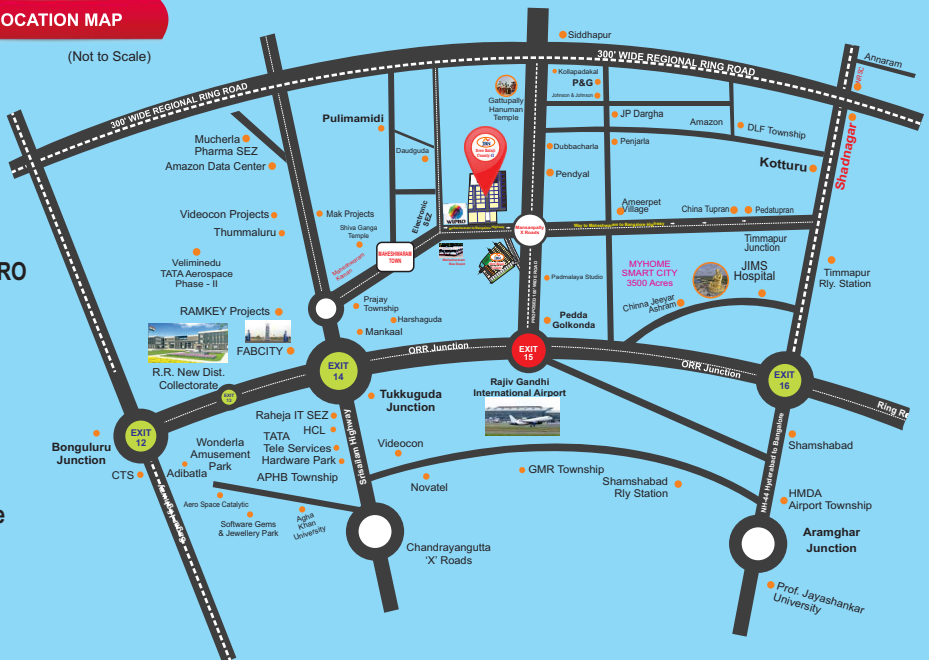 OCATION MAP
(Not to Scale)
Siddhapur
300' WIDE REGIONAL RING ROAD
Annaram
NRSC
300' WIDE REGIONAL RING ROAD
Kollapadakal
P&G
Johnson & Johnson
Gattupally
Hanuman
Temple
Pulimamidi
JP Dargha
Amazon
DLF Township
Mucherla
Pharma SEZ
Amazon Data Center
Daudguda
Dubbacharla
Penjarla
Kotturu
Shadnagar
Pendyal
Videocon Projects
Mak Projects
Electronic
SEZ
WIPRO
Ameerpet
Village
China Tupran
Pedatupran
Thummaluru
Shiva Ganga
Temple
Mansanpally
X Roads
Timmapur
Junction
MAHESHWARAM
TOWN
Maheshwaram
Kaman
Veliminedu
TATA Aerospace
Phase - II
RO
Padmalaya Studio
MYHOME
SMART CITY
3500 Acres
JIMS
Hospital
Timmapur
Rly. Station
Chinna Jeeyar
Ashram
Prajay
Township
RAMKEY Projects
Harshaguda
Mankaal
Pedda
Golkonda
FABCITY
ORR Junction
EXIT
15
ORR Junction
R.R. New Dist.
Collectorate
EXIT
14
EXIT
16
EXIT
13
Rajiv Gandhi
International Airport
Tukkuguda
Junction
Ring R
EXIT
12
Raheja IT SEZ
HCL
TATA
Tele Services
Hardware Park
APHB Township
Srisailam Highway
Bonguluru
Junction
Wonderla
Amusement
Park
Videocon
NH-44 Hyderabad to Bangalore
Shamshabad
CTS
Adibatla
Novatel
GMR Township
Shamshabad
Rly Station
HMDA
Airport Township
Aero Space Catalytic
Software Gems
& Jewellery Park
Agha
Khan
University
e
Chandrayangutta
'X' Roads
Aramghar
Junction
Prof. Jayashankar
University